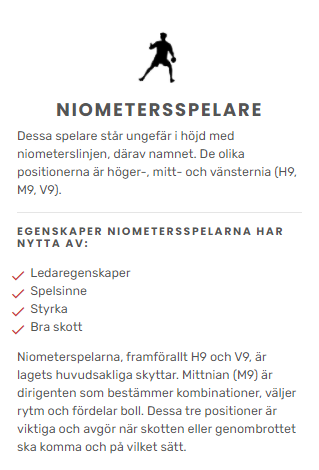 NIOMETERSSPELARE
Dessa spelare står ungefär i höjd med
niometerslinjen, därav namnet. De olika
positionerna är höger-, mitt- och vänsternia (H9,
M9, V9).
EGENSKAPER NIOMETERSSPELARNA HAR
NYTTA AV:
Ledaregenskaper
Spelsinne
Styrka
Bra skott
Niometerspelarna, framförallt H9 och V9, är
lagets huvudsakliga skyttar. Mittnian (M9) är
dirigenten som bestämmer kombinationer, väljer
rytm och fördelar boll. Dessa tre positioner är
viktiga och avgör när skotten eller genombrottet
ska komma och på vilket sätt.